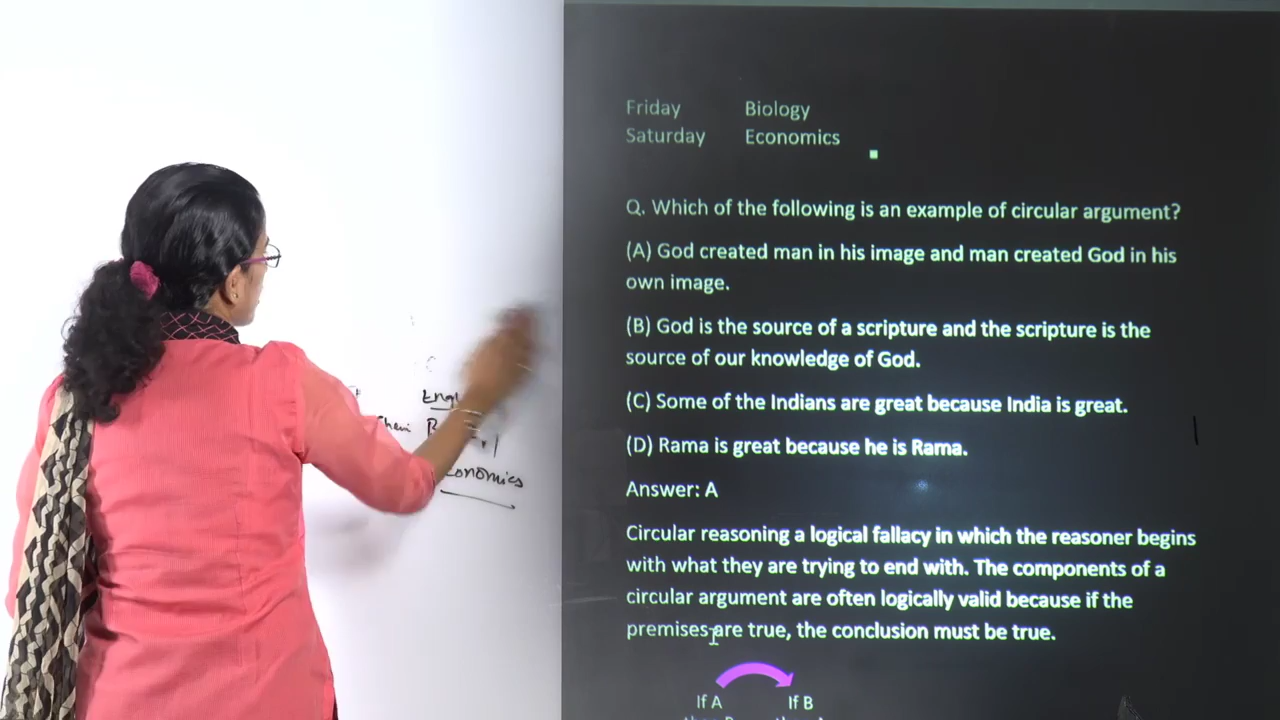 Friday Biology
Saturday Economics
Q. Which of the following is an example of circular argument?
(A) God created man in his image and man created God in his
own image.
(B) God is the source of a scripture and the scripture is the
source of our knowledge of God.
(C) Some of the Indians are great because India is great.
(D) Rama is great because he is Rama.
Answer: A
Circular reasoning a logical fallacy in which the reasoner begins
with what they are trying to end with. The components of a
circular argument are often logically valid because if the
premises are true, the conclusion must be true.
If A If B
Chem
conomics